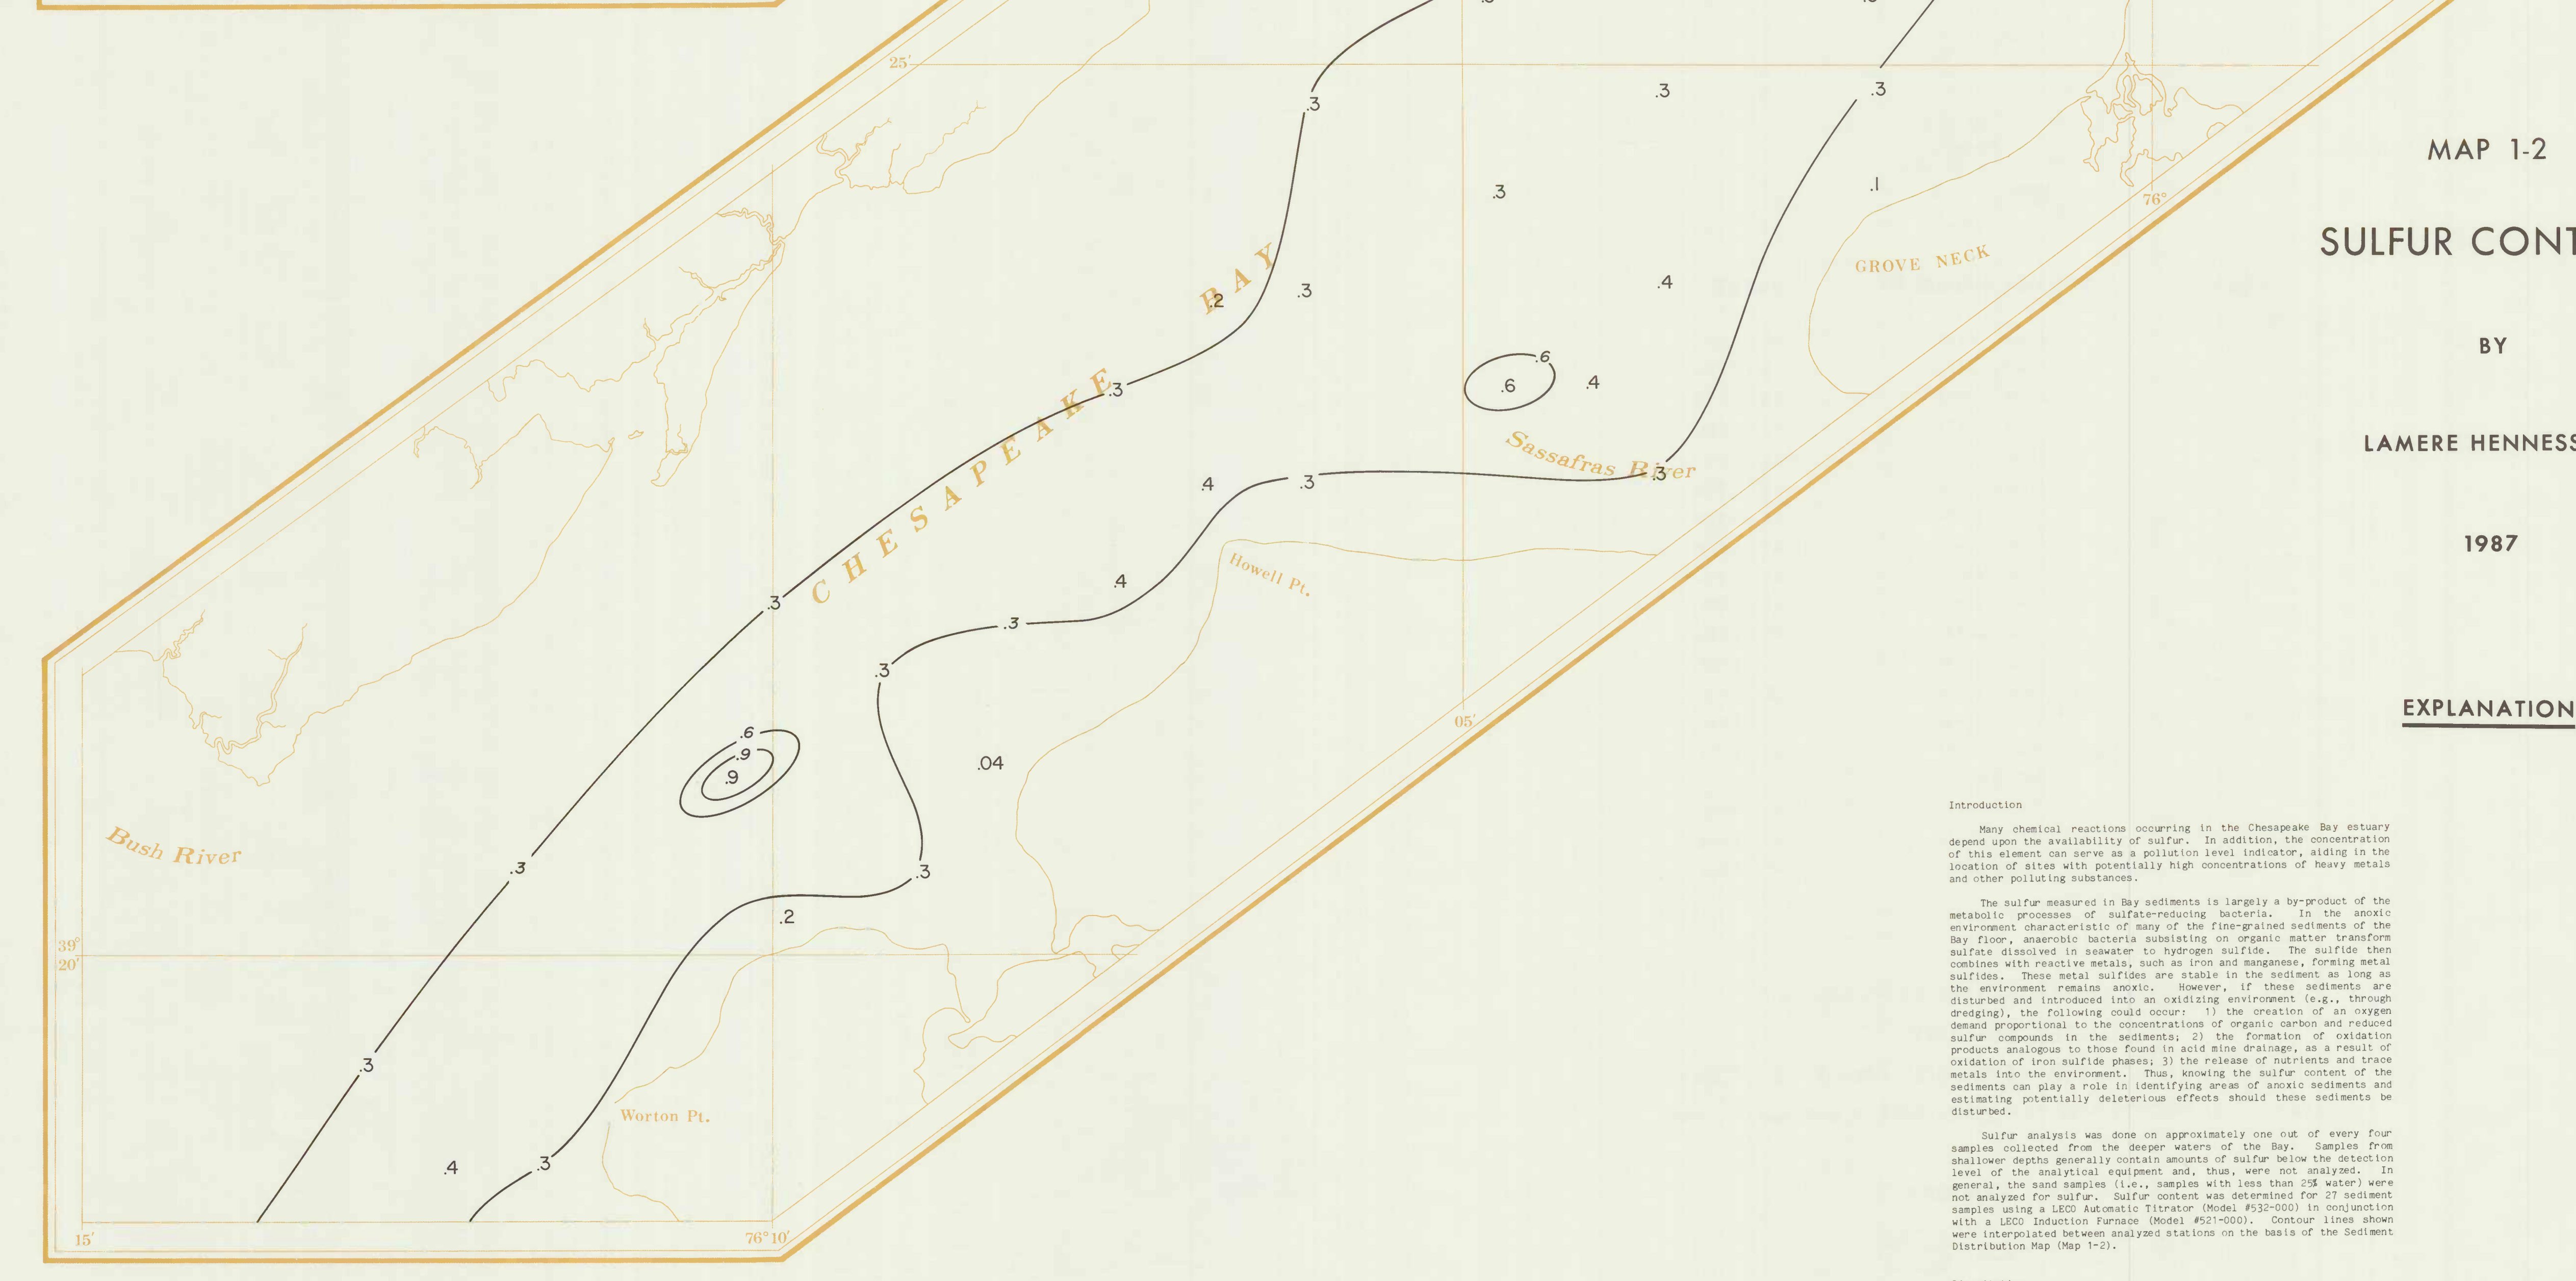 25'
.3
.3
.3
.3
.1
.3
76°
GROVE NECK
.4
.3
.2
CHESAPEAKE BAY
.6
.6
.4
.3
Sassafras River
.3
.3
.4
.4
Howell Pt.
.3
.3
.3
05'
.6
.9
.9
.04
Bush River
.3
.3
.2
39°
20'
.3
Worton Pt.
.4
.3
15'
76°10'
MAP 1-2
SULFUR CONT
BY
LAMERE HENNESS
1987
EXPLANATION
Introduction
Many chemical reactions occurring in the Chesapeake Bay estuary
depend upon the availability of sulfur. In addition, the concentration
of this element can serve as a pollution level indicator, aiding in the
location of sites with potentially high concentrations of heavy metals
and other polluting substances.
The sulfur measured in Bay sediments is largely a by-product of the
metabolic processes of sulfate-reducing bacteria. In the anoxic
environment characteristic of many of the fine-grained sediments of the
Bay floor, anaerobic bacteria subsisting on organic matter transform
sulfate dissolved in seawater to hydrogen sulfide. The sulfide then
combines with reactive metals, such as iron and manganese, forming metal
sulfides. These metal sulfides are stable in the sediment as long as
the environment remains anoxic. However, if these sediments are
disturbed and introduced into an oxidizing environment (e.g., through
dredging), the following could occur: 1) the creation of an oxygen
demand proportional to the concentrations of organic carbon and reduced
sulfur compounds in the sediments; 2) the formation of oxidation
products analogous to those found in acid mine drainage, as a result of
oxidation of iron sulfide phases; 3) the release of nutrients and trace
metals into the environment. Thus, knowing the sulfur content of the
sediments can play a role in identifying areas of anoxic sediments and
estimating potentially deleterious effects should these sediments be
disturbed.
Sulfur analysis was done on approximately one out of every four
samples collected from the deeper waters of the Bay. Samples from
shallower depths generally contain amounts of sulfur below the detection
level of the analytical equipment and, thus, were not analyzed. In
general, the sand samples (i.e., samples with less than 25% water) were
not analyzed for sulfur. Sulfur content was determined for 27 sediment
samples using a LECO Automatic Titrator (Model #532-000) in conjunction
with a LECO Induction Furnace (Model #521-000). Contour lines shown
were interpolated between analyzed stations on the basis of the Sediment
Distribution Map (Map 1-2).